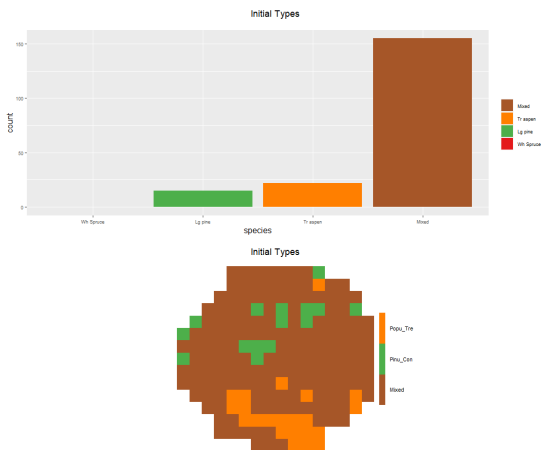 Initial Types
150
100
50
0
count
Wh Spruce
Lg pine
Tr aspen
Mixed
species
Mixed
Tr aspen
Lg pine
Wh Spruce
Initial Types
Popu_Tre
Pinu_Con
Mixed